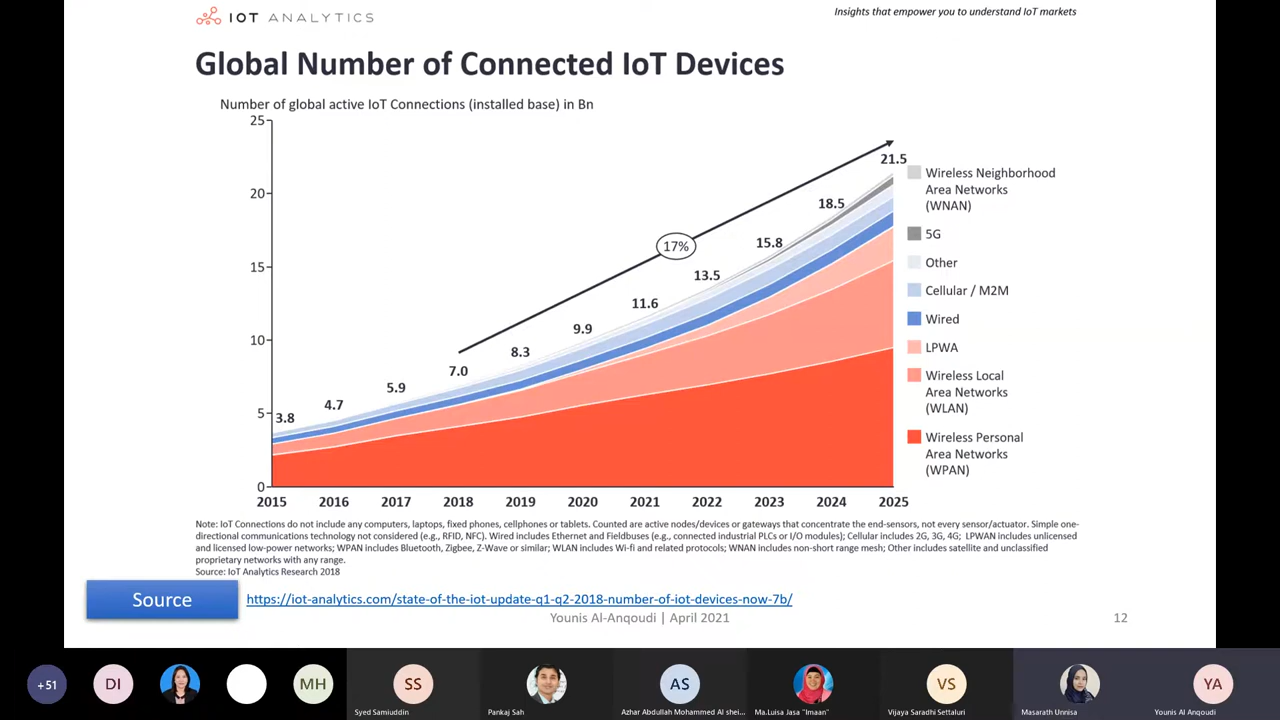 IOT ANALYTICS
Insights that empower you to understand IoT markets
Global Number of Connected IoT Devices
Number of global active IoT Connections (installed base) in Bn
25
20
15
10
5
0
3.8
4.7
5.9
7.0
8.3
9.9
11.6
13.5
15.8
18.5
21.5
17%
2015 2016 2017 2018 2019 2020 2021 2022 2023 2024 2025
Wireless Neighborhood
Area Networks
(WNAN)
5G
Other
Cellular / M2M
Wired
LPWA
Wireless Local
Area Networks
(WLAN)
Wireless Personal
Area Networks
(WPAN)
Note: IoT Connections do not include any computers, laptops, fixed phones, cellphones or tablets. Counted are active nodes/devices or gateways that concentrate the end-sensors, not every sensor/actuator. Simple one-
directional communications technology not considered (e.g., RFID, NFC). Wired includes Ethernet and Fieldbuses (e.g., connected industrial PLCs or I/O modules); Cellular includes 2G, 3G, 4G; LPWAN includes unlicensed
and licensed low-power networks; WPAN includes Bluetooth, Zigbee, Z-Wave or similar; WLAN includes Wi-fi and related protocols; WNAN includes non-short range mesh; Other includes satellite and unclassified
proprietary networks with any range.
Source: IoT Analytics Research 2018
Source
https://iot-analytics.com/state-of-the-iot-update-q1-q2-2018-number-of-iot-devices-now-7b/
Younis Al-Anqoudi | April 2021
12
+51
DI
MH
SS
AS
VS
YA
Syed Samiuddin
Pankaj Sah
Azhar Abdullah Mohammed Al shei...
Ma.Luisa Jasa "Imaan"
Vijaya Saradhi Settaluri
Masarath Unnisa
Younis Al Anqoudi